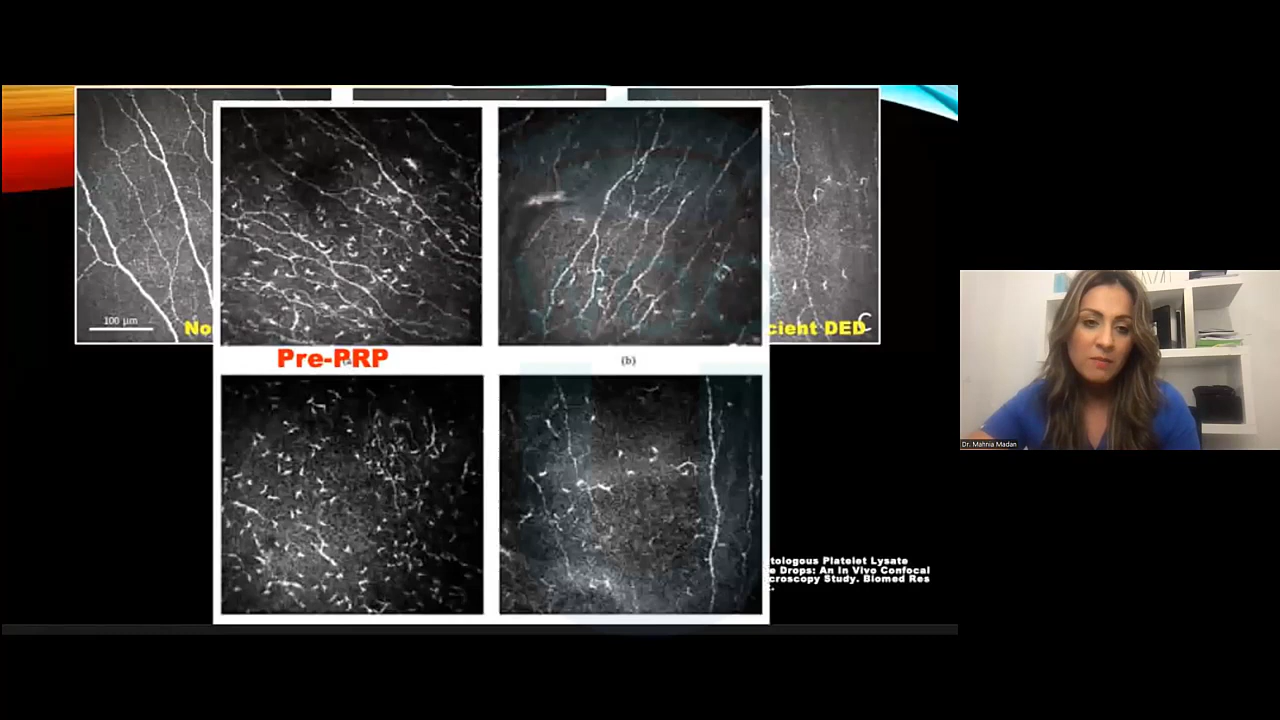 100 µm
No
cient DED
C
Pre-PRP
(b)
tologous Platelet Lysate
e Drops: An In Vivo Confocal
croscopy Study. Biomed Res
Dr. Mahnia Madan